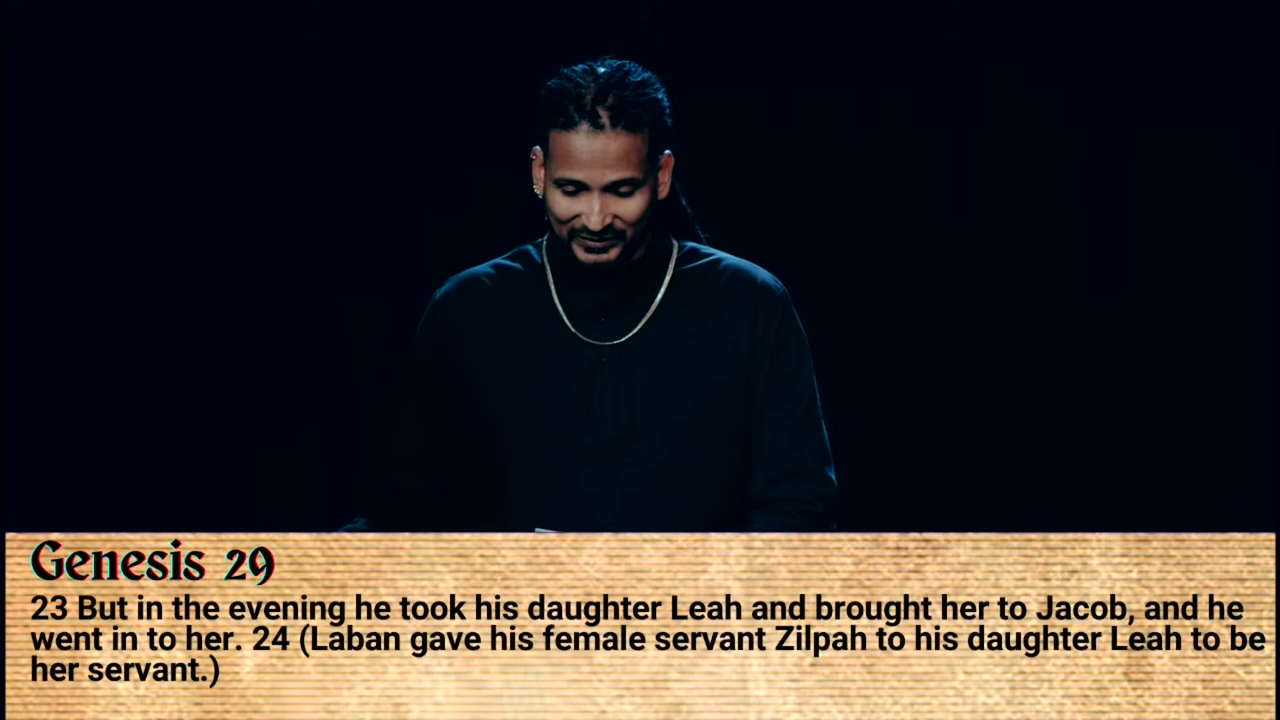 Genesis 29
23 But in the evening he took his daughter Leah and brought her to Jacob, and he
went in to her. 24 (Laban gave his female servant Zilpah to his daughter Leah to be
her servant.)